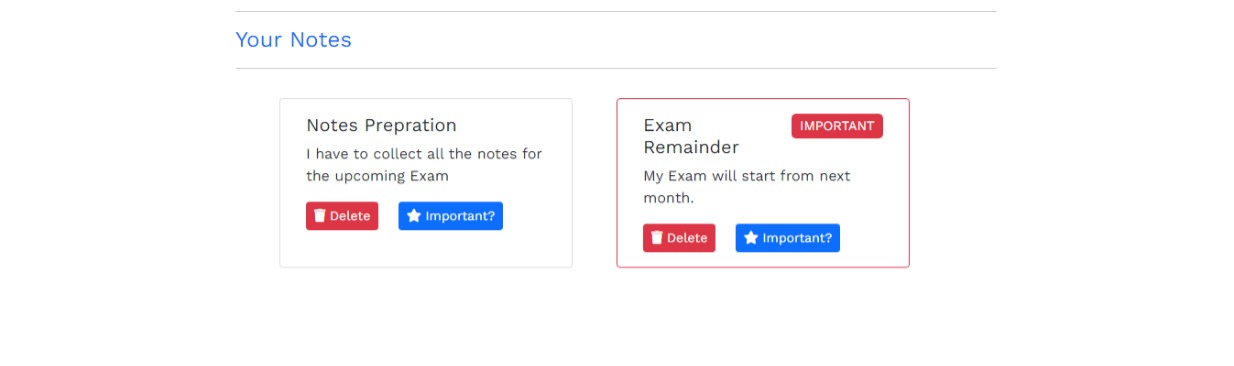 Your Notes
Notes Prepration
I have to collect all the notes for
the upcoming Exam
Delete
Important?
Exam
Remainder
IMPORTANT
My Exam will start from next
month.
Delete
Important?